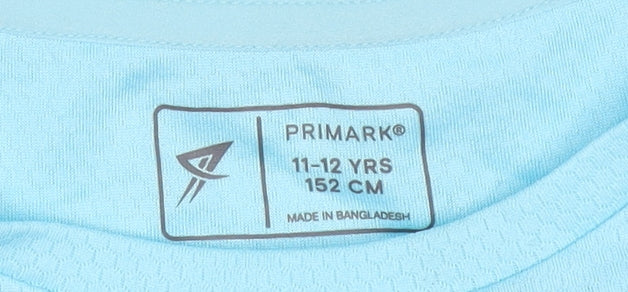 PRIMARK®
11-12 YRS
152 CM
MADE IN BANGLADESH